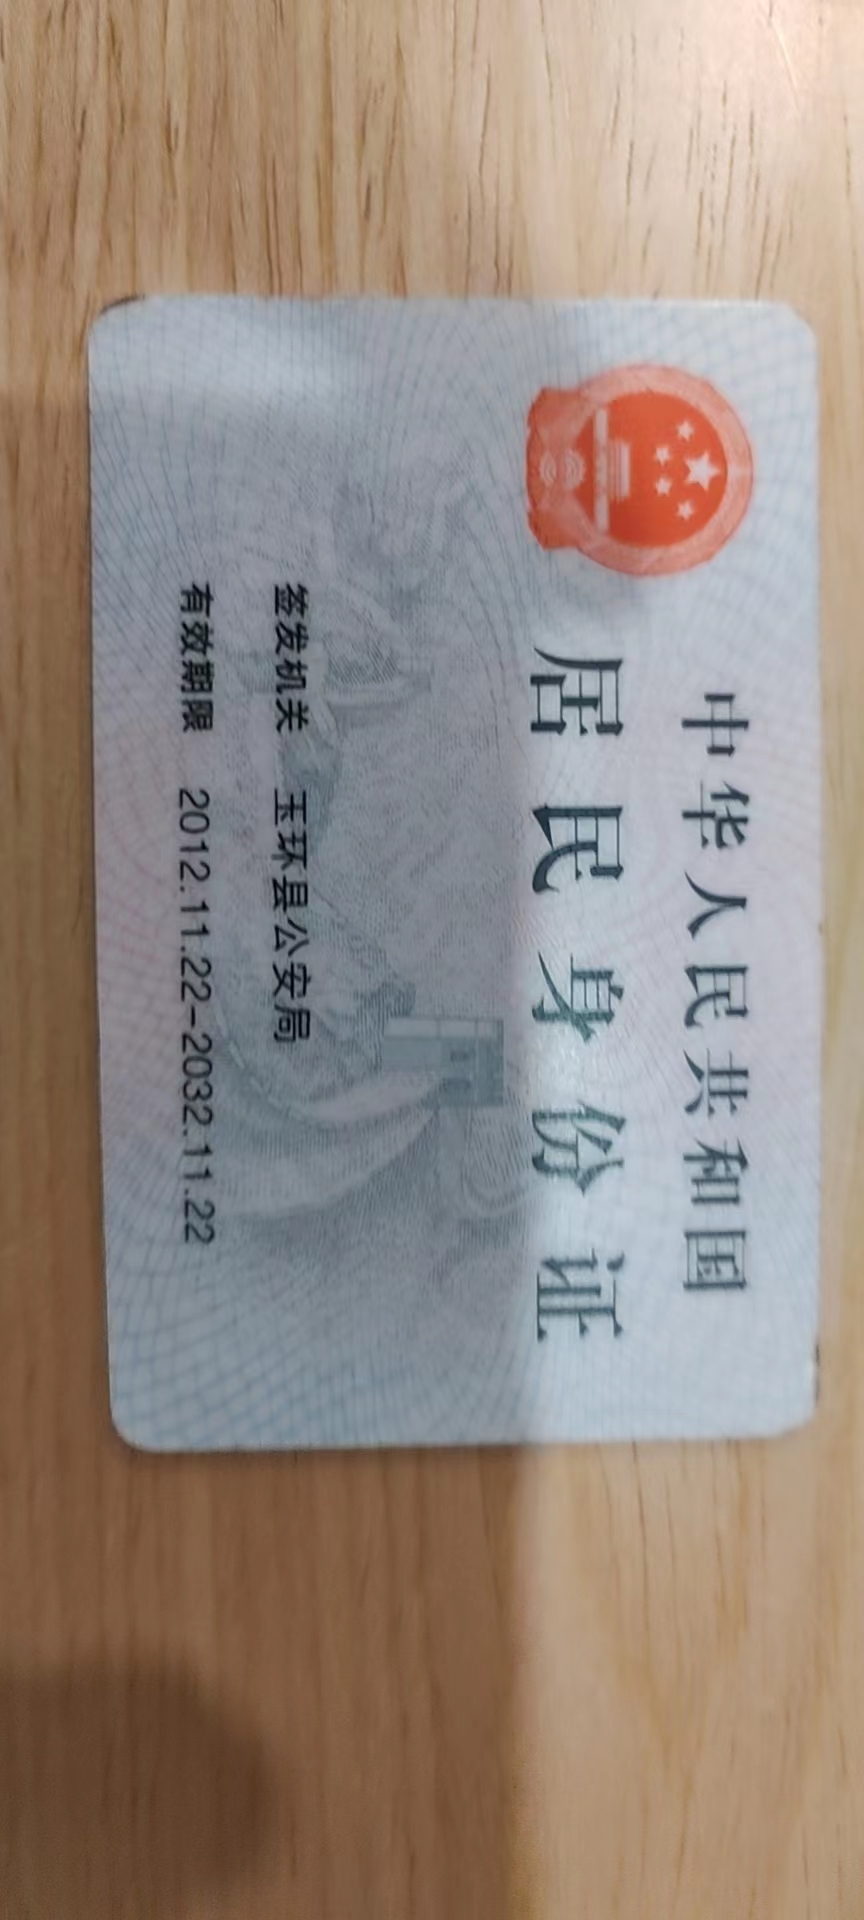 中华人民共和国
居民身份证
签发机关 玉环县公安局
有效期限 2012.11.22-2032.11.22